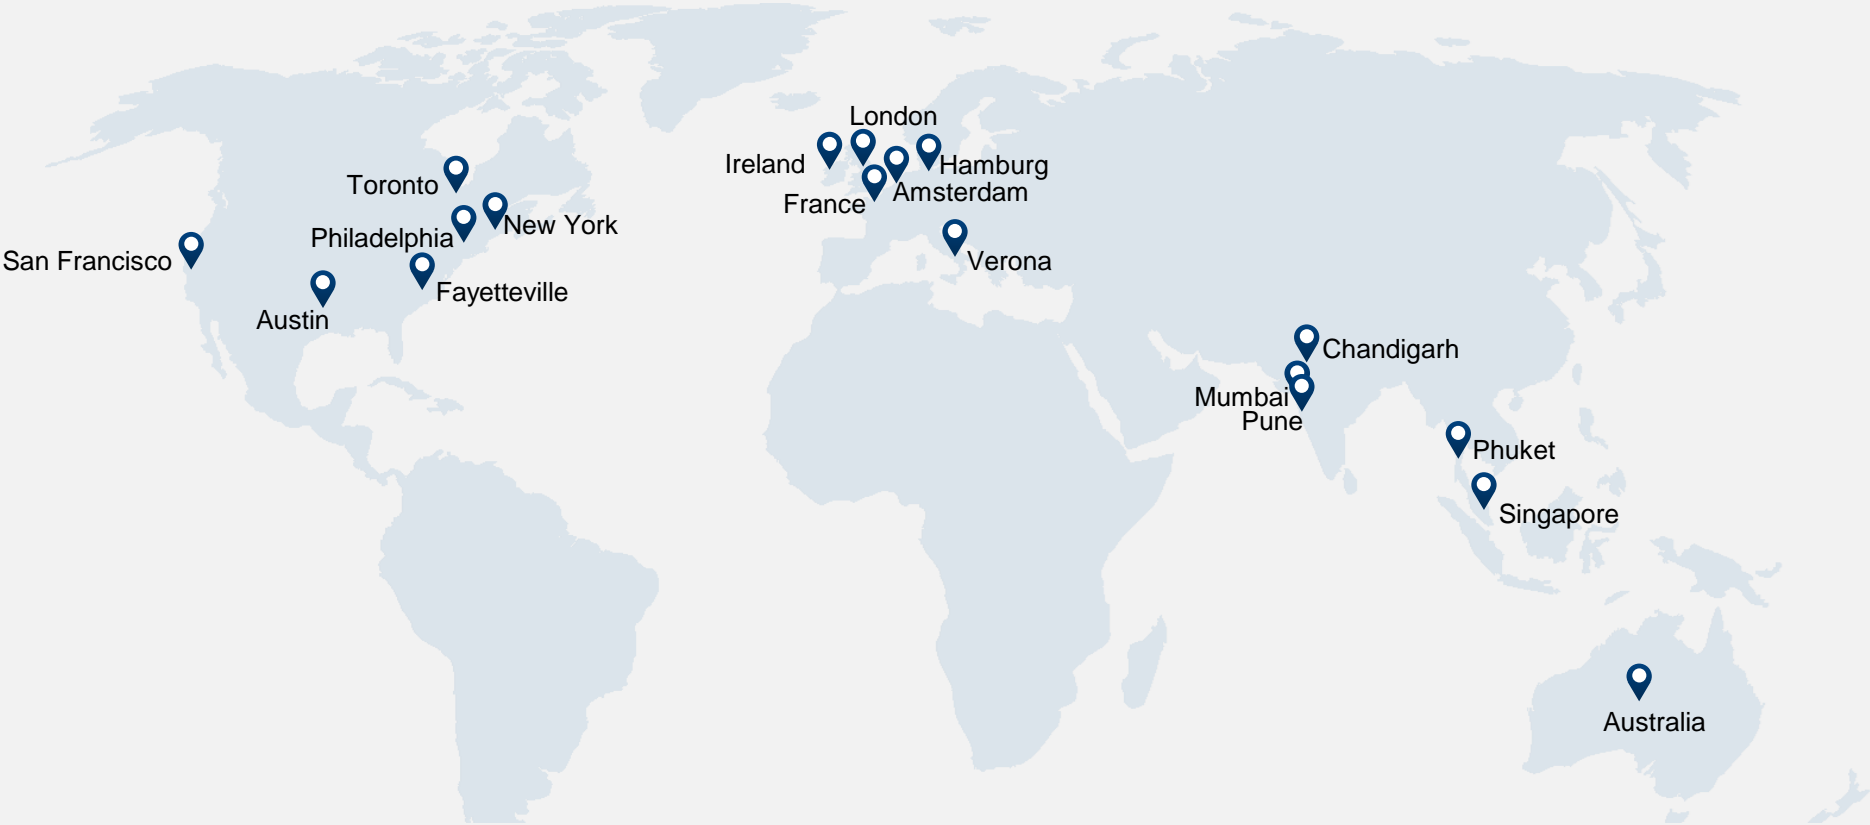 London
Ireland
Hamburg
Toronto
Amsterdam
France
New York
Philadelphia
San Francisco
Verona
Fayetteville
Austin
Chandigarh
Mumbai
Pune
Phuket
Singapore
Australia